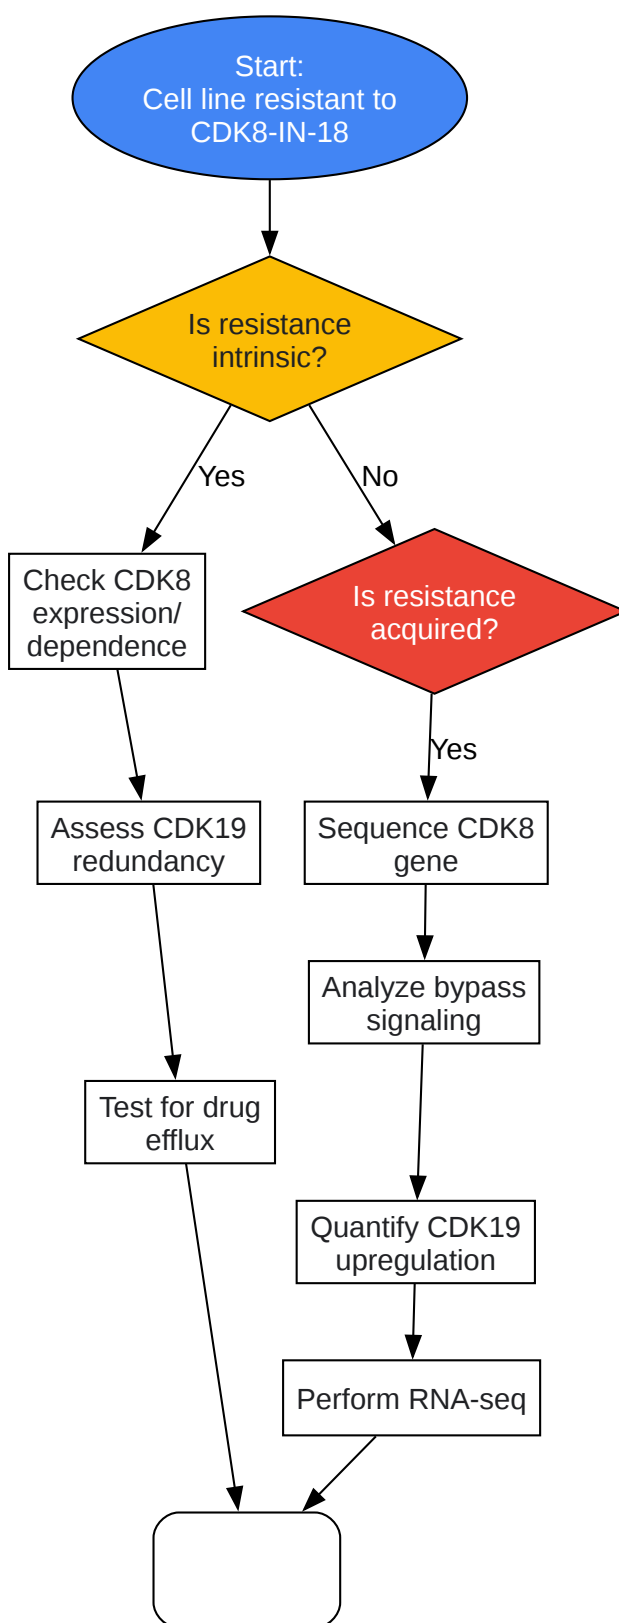 Start:
Cell line resistant to
CDK8-IN-18
Is resistance
intrinsic?
Yes
No
Check CDK8
expression/
dependence
Is resistance
acquired?
Yes
Assess CDK19
redundancy
Sequence CDK8
gene
Analyze bypass
signaling
Test for drug
efflux
Quantify CDK19
upregulation
Perform RNA-seq